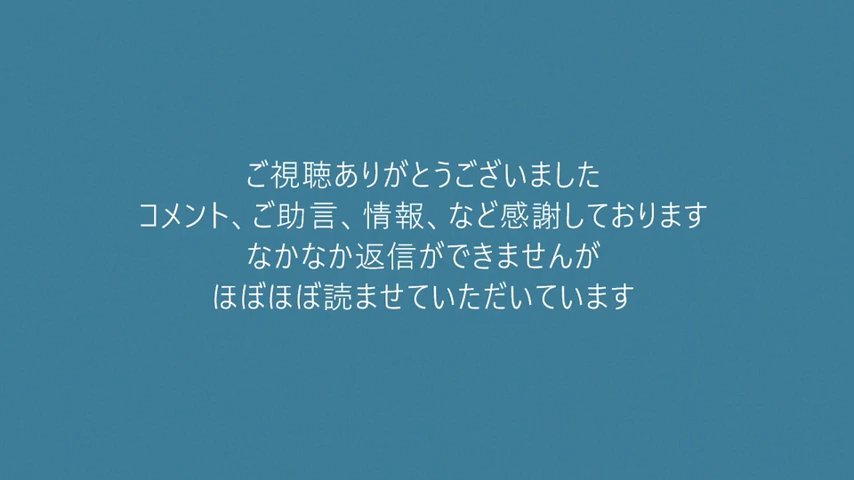 ご視聴ありがとうございました
コメント、ご助言、情報、など感謝しております
なかなか返信ができませんが
ほぼほぼ読ませていただいています